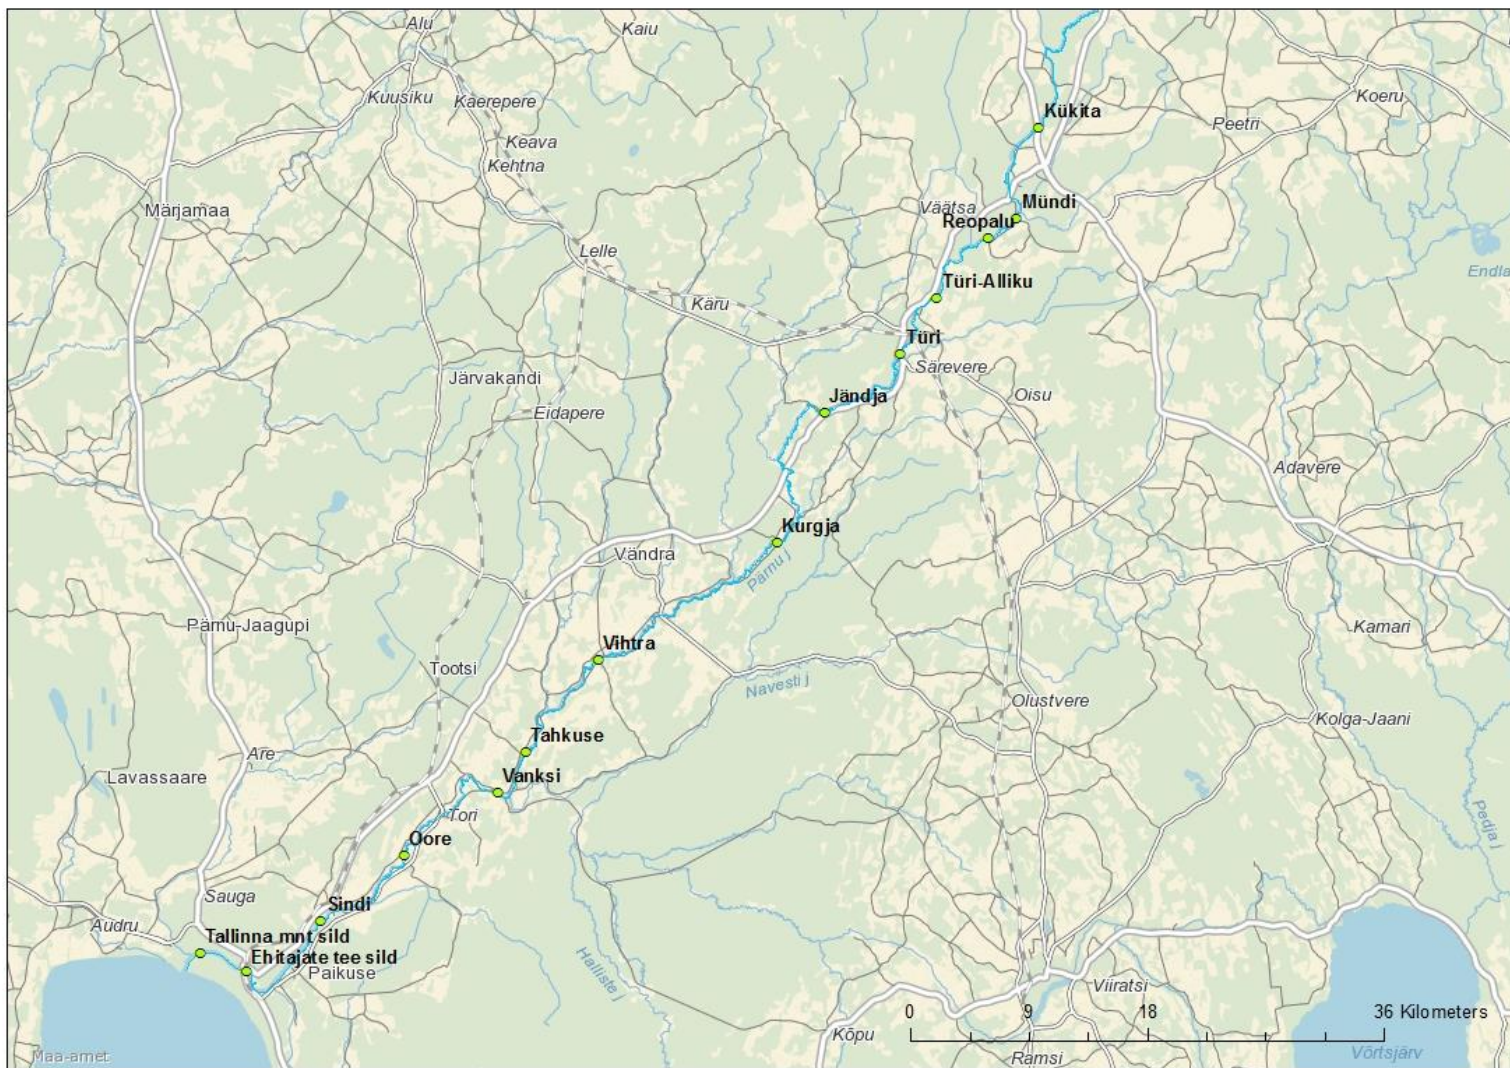 Alu
Kaiu
Kuusiku
Kaerepere
Koeru
Kükita
Peetri
Keava
Kehtna
Märjamaa
Väätsa
Mündi
Reopalu
Lelle
Endla
Türi-Alliku
Käru
Türi
Särevere
Järvakandi
Oisu
Jändja
Eidapere
Adavere
Kurgja
Vändra
Pärnu j
Pärnu-Jaagupi
Kamari
Vihtra
Tootsi
Navesti j
Olustvere
Kolga-Jaani
Tahkuse
Are
Lavassaare
Vanksi
Tori
Pedja j
Oore
Sauga
Sindi
Audru
Tallinna mnt sild
Ehitajate tee sild
Paikuse
Halliste j
Viiratsi
0 9 18 36 Kilometers
Kõpu
Maa-amet
Ramsi
Võrtsjärv